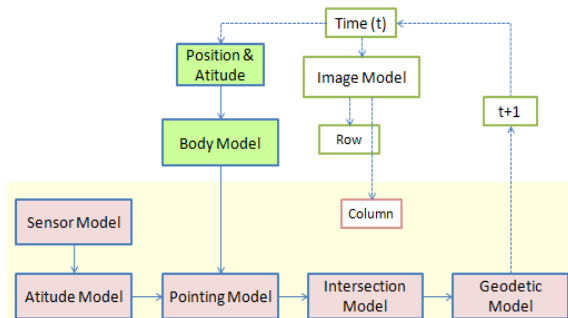 Time (t)
Position &
Atitude
Image Model
t+1
Row
Body Model
Column
Sensor Model
Atitude Model
Pointing Model
Intersection
Model
Geodetic
Model